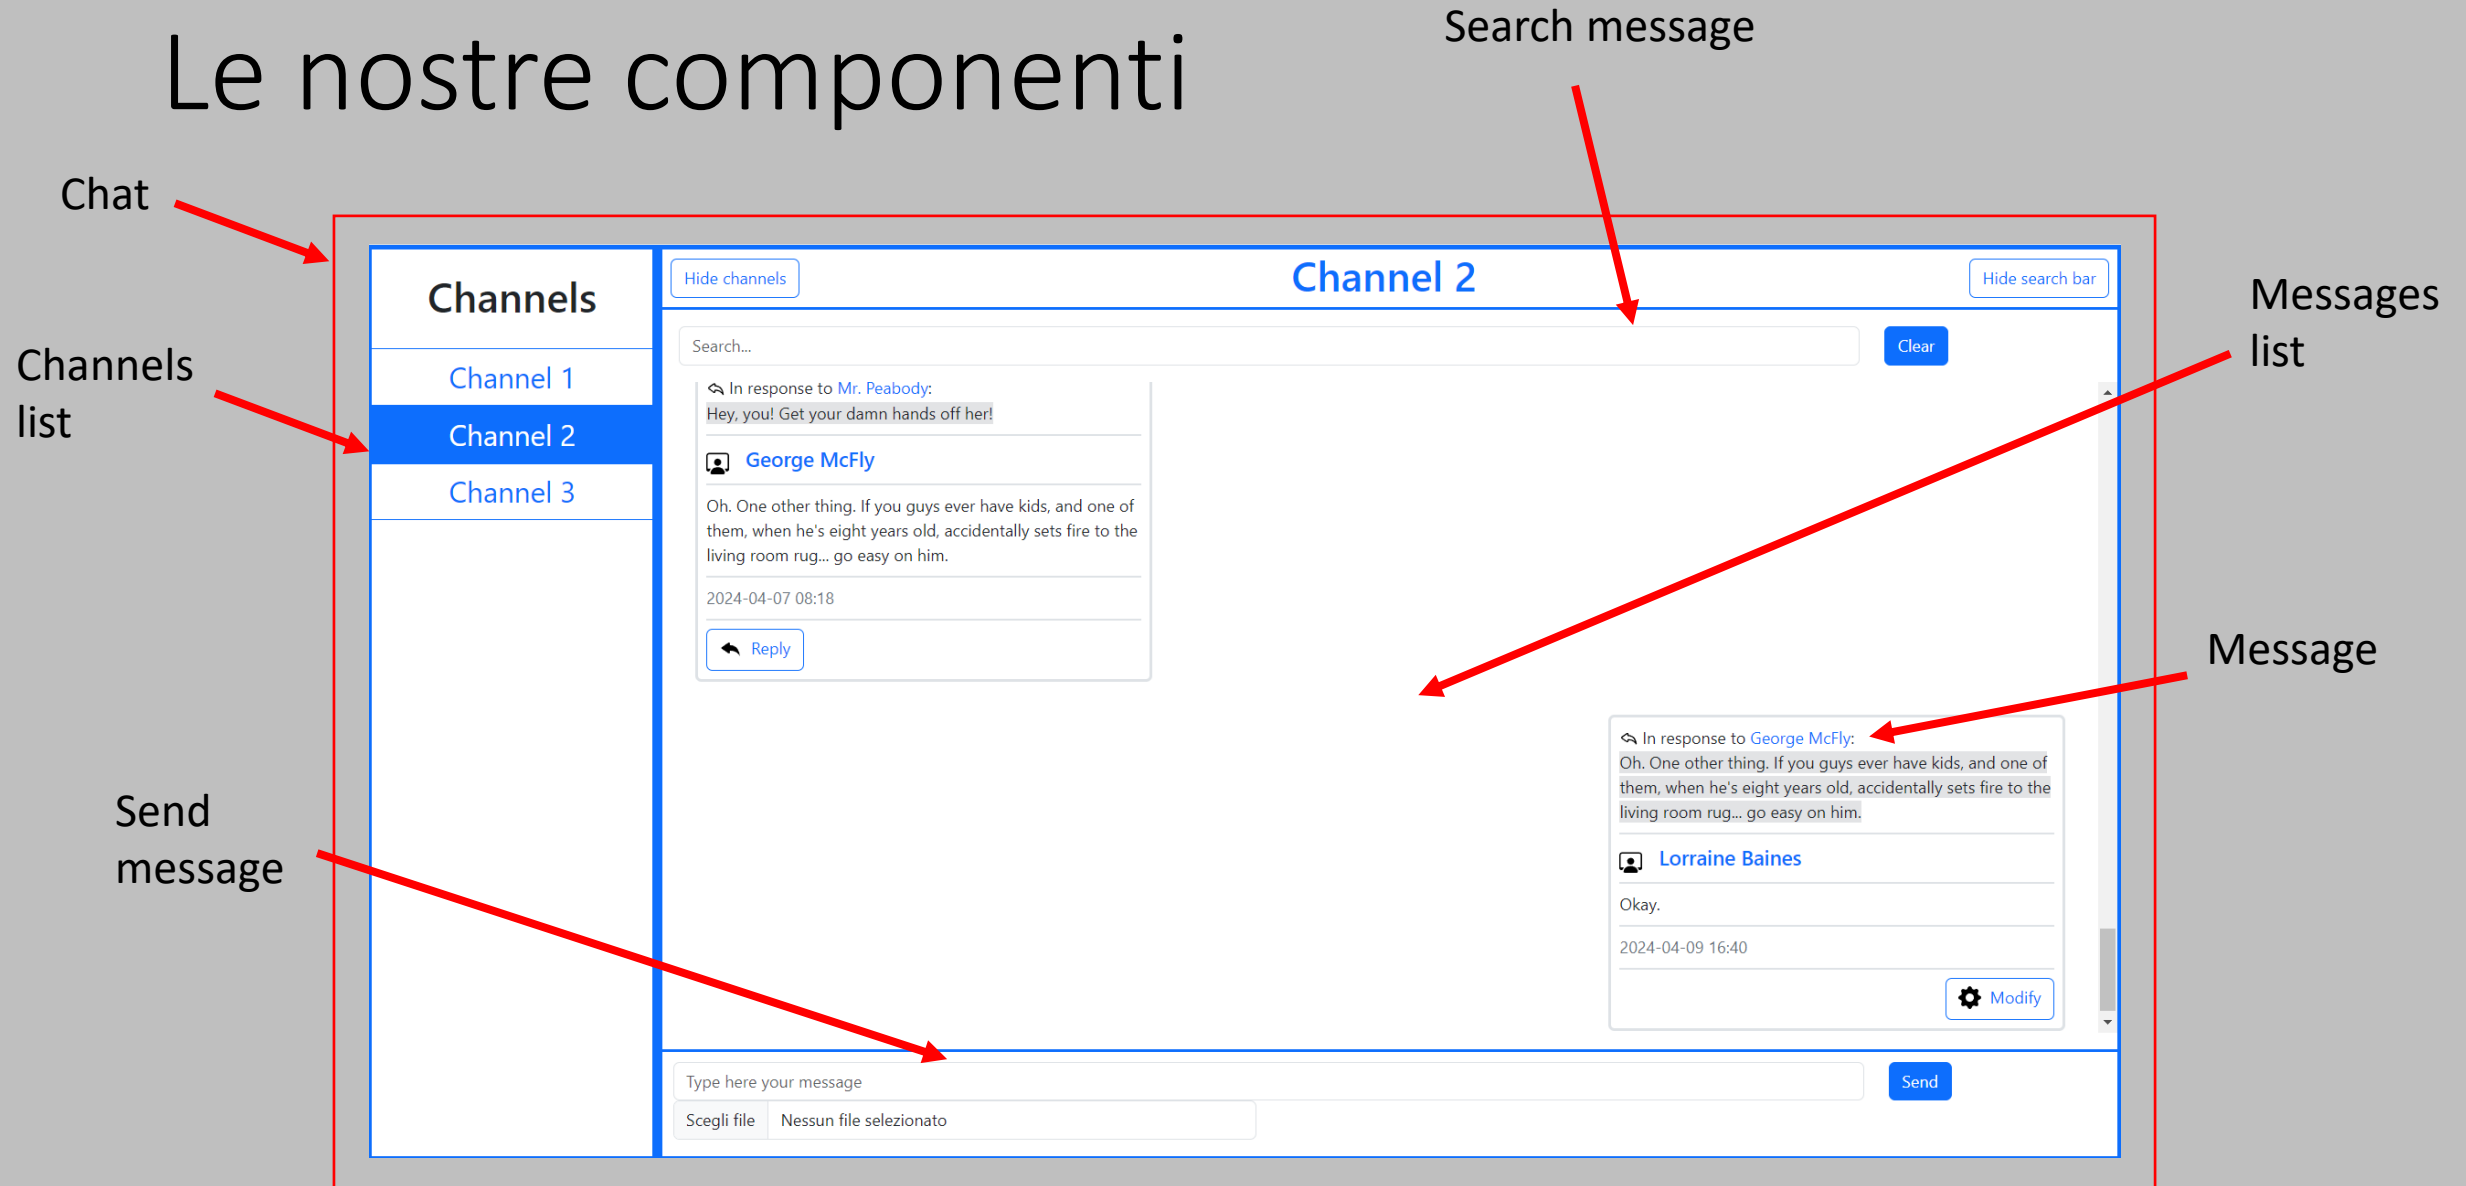 Search message
Le nostre componenti
Chat
Channels
list
Send
message
Messages
list
Message
Channels
Channel 1
Channel 2
Channel 3
Hide channels
Channel 2
Hide search bar
Search...
Clear
In response to Mr. Peabody:
Hey, you! Get your damn hands off her!
George McFly
Oh. One other thing. If you guys ever have kids, and one of
them, when he's eight years old, accidentally sets fire to the
living room rug... go easy on him.
2024-04-07 08:18
Reply
In response to George McFly:
Oh. One other thing. If you guys ever have kids, and one of
them, when he's eight years old, accidentally sets fire to the
living room rug... go easy on him.
Lorraine Baines
Okay.
2024-04-09 16:40
Modify
Type here your message
Send
Scegli file
Nessun file selezionato